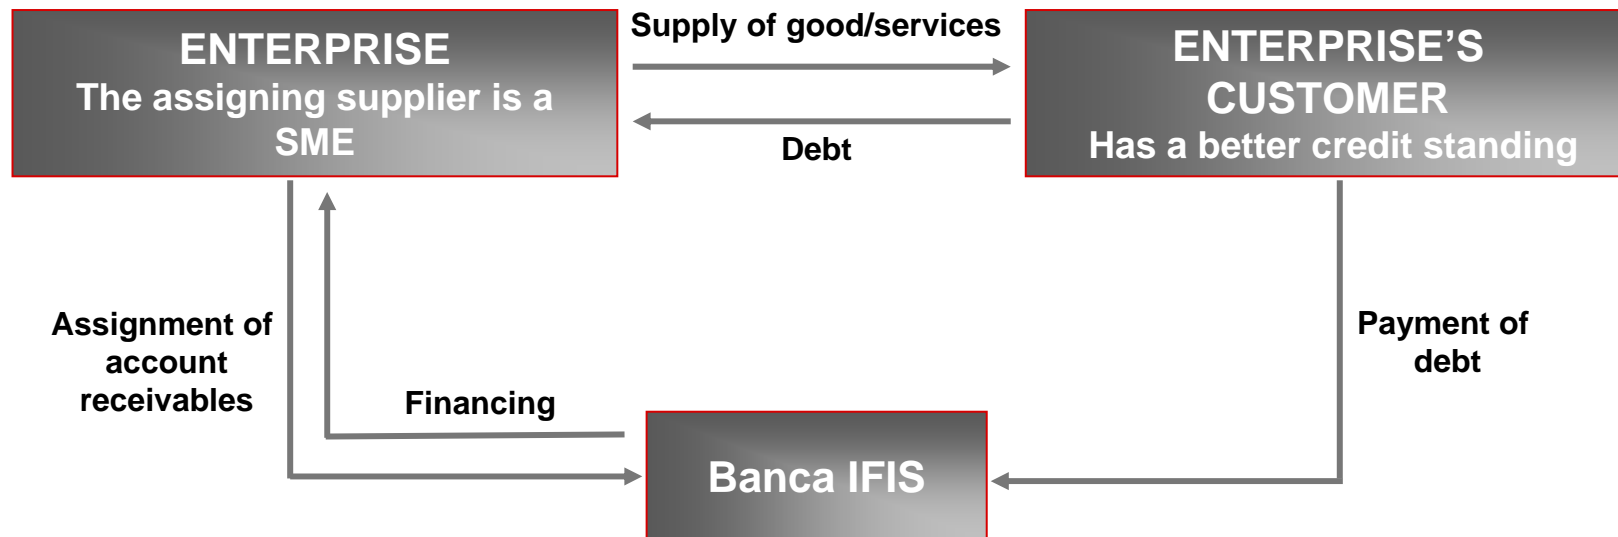 ENTERPRISE
The assigning supplier is a
SME
Supply of good/services
Debt
ENTERPRISE’S
CUSTOMER
Has a better credit standing
Assignment of
account
receivables
Financing
Payment of
debt
Banca IFIS